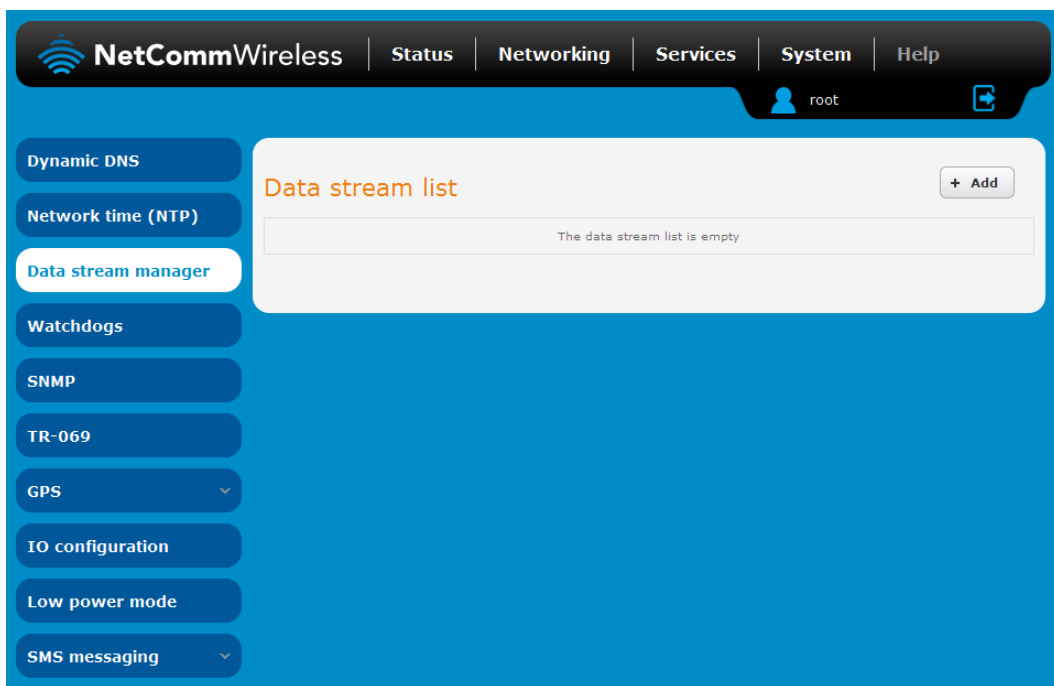 NetCommWireless
Status
Networking
Services
System
Help
root
Dynamic DNS
Network time (NTP)
Data stream manager
Watchdogs
SNMP
TR-069
GPS
IO configuration
Low power mode
SMS messaging
Data stream list
+ Add
The data stream list is empty